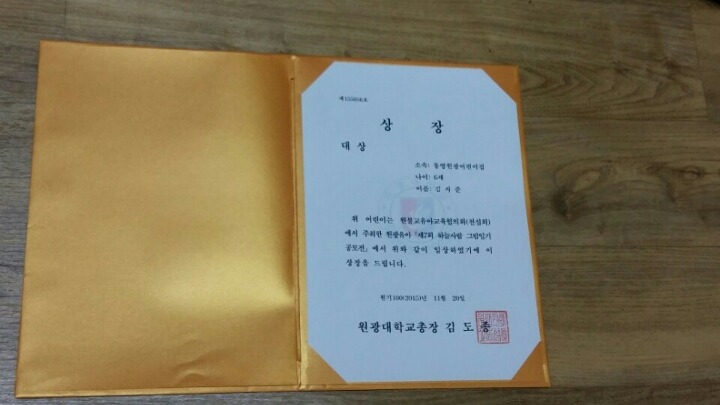 상 장
대 상
소속: 통영원광어린이집
나이: 6세
이름: 김 서 준
위 어린이는 원불교유아교육협의회(전심회)
에서 주최한 원광유아 『제7회 하늘사람 그림일기
공모전』에서 위와 같이 입상하였기에 이
상장을 드립니다.
원기100(2015)년 11월 20일
원광대학교총장 김 도 종